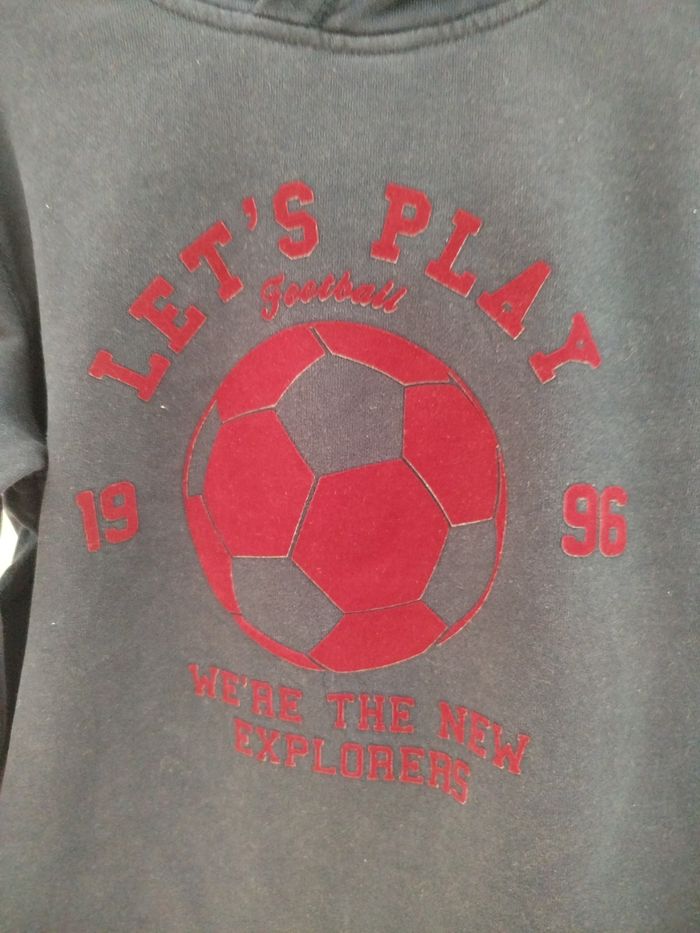 LET'S PLAY
Football
19 96
WE'RE THE NEW
EXPLORERS